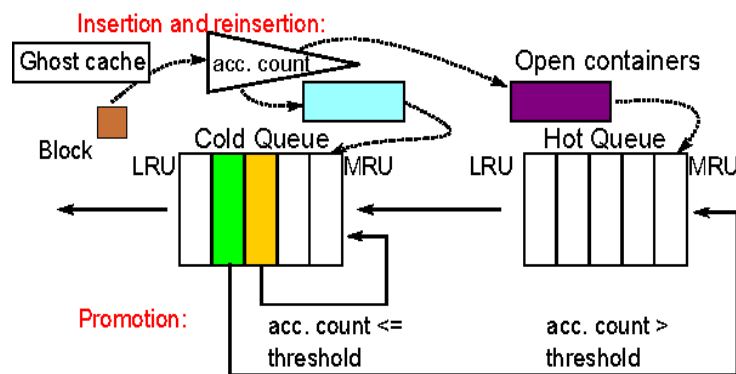 Insertion and reinsertion:
Ghost cache
acc. count
Open containers
Block
Cold Queue
Hot Queue
LRU
MRU
LRU
MRU
Promotion:
acc. count <=
threshold
acc. count >
threshold